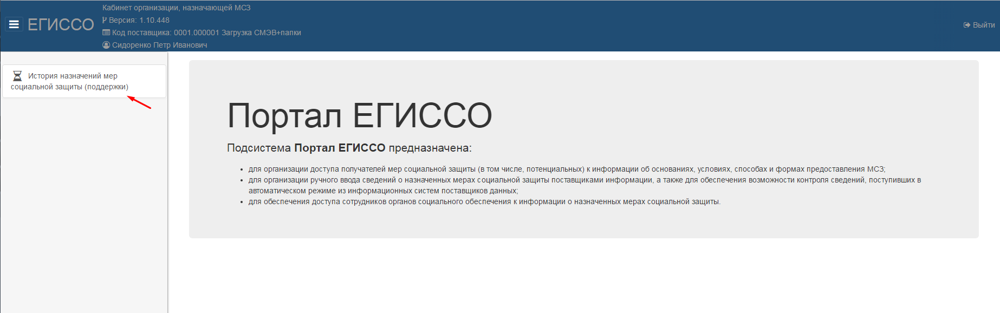 Кабинет организации, назначающей МСЗ
ЕГИССО
Версия: 1.10.448
Выйти
Код поставщика: 0001.000001 Загрузка СМЭВ+папки
Сидоренко Петр Иванович
История назначений мер
социальной защиты (поддержки)
Портал ЕГИССО
Подсистема Портал ЕГИССО предназначена:
• для организации доступа получателей мер социальной защиты (в том числе, потенциальных) к информации об основаниях, условиях, способах и формах предоставления МСЗ;
• для организации ручного ввода сведений о назначенных мерах социальной защиты поставщиками информации, а также для обеспечения возможности контроля сведений, поступивших в
автоматическом режиме из информационных систем поставщиков данных;
• для обеспечения доступа сотрудников органов социального обеспечения к информации о назначенных мерах социальной защиты.